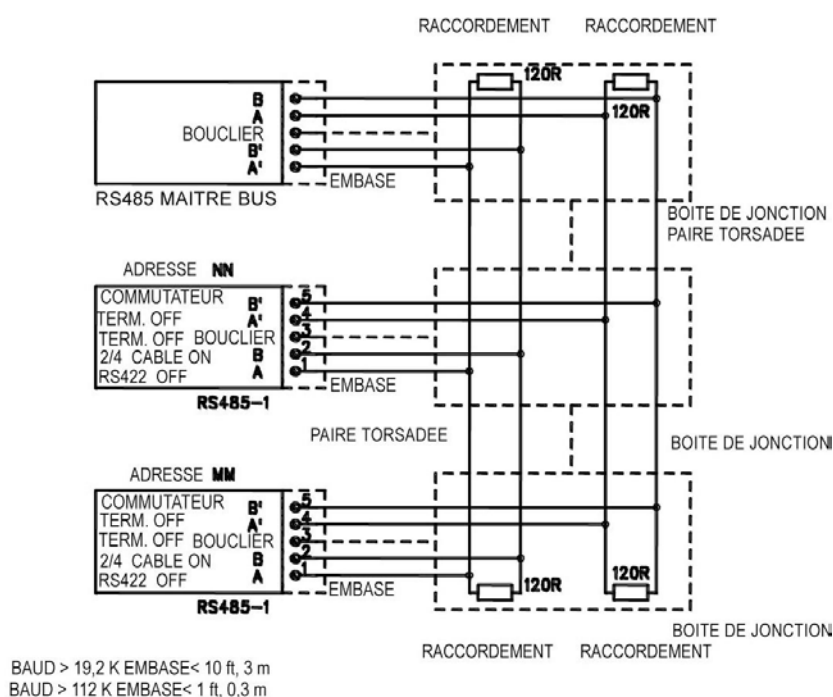 RACCORDEMENT RACCORDEMENT
120R
120R
B
A
BOUCLIER
B'
A'
EMBASE
RS485 MAITRE BUS
BOITE DE JONCTION
PAIRE TORSADEE
ADRESSE NN
COMMUTATEUR B' 5
TERM. OFF A' 4
TERM. OFF BOUCLIER 3
2/4 CABLE ON B 2
RS422 OFF A 1
EMBASE
RS485-1
PAIRE TORSADEE
BOITE DE JONCTION
ADRESSE MM
COMMUTATEUR B' 5
TERM. OFF A' 4
TERM. OFF BOUCLIER 3
2/4 CABLE ON B 2
RS422 OFF A 1
EMBASE
120R
120R
RS485-1
BOITE DE JONCTION
RACCORDEMENT RACCORDEMENT
BAUD > 19,2 K EMBASE< 10 ft, 3 m
BAUD > 112 K EMBASE< 1 ft, 0,3 m